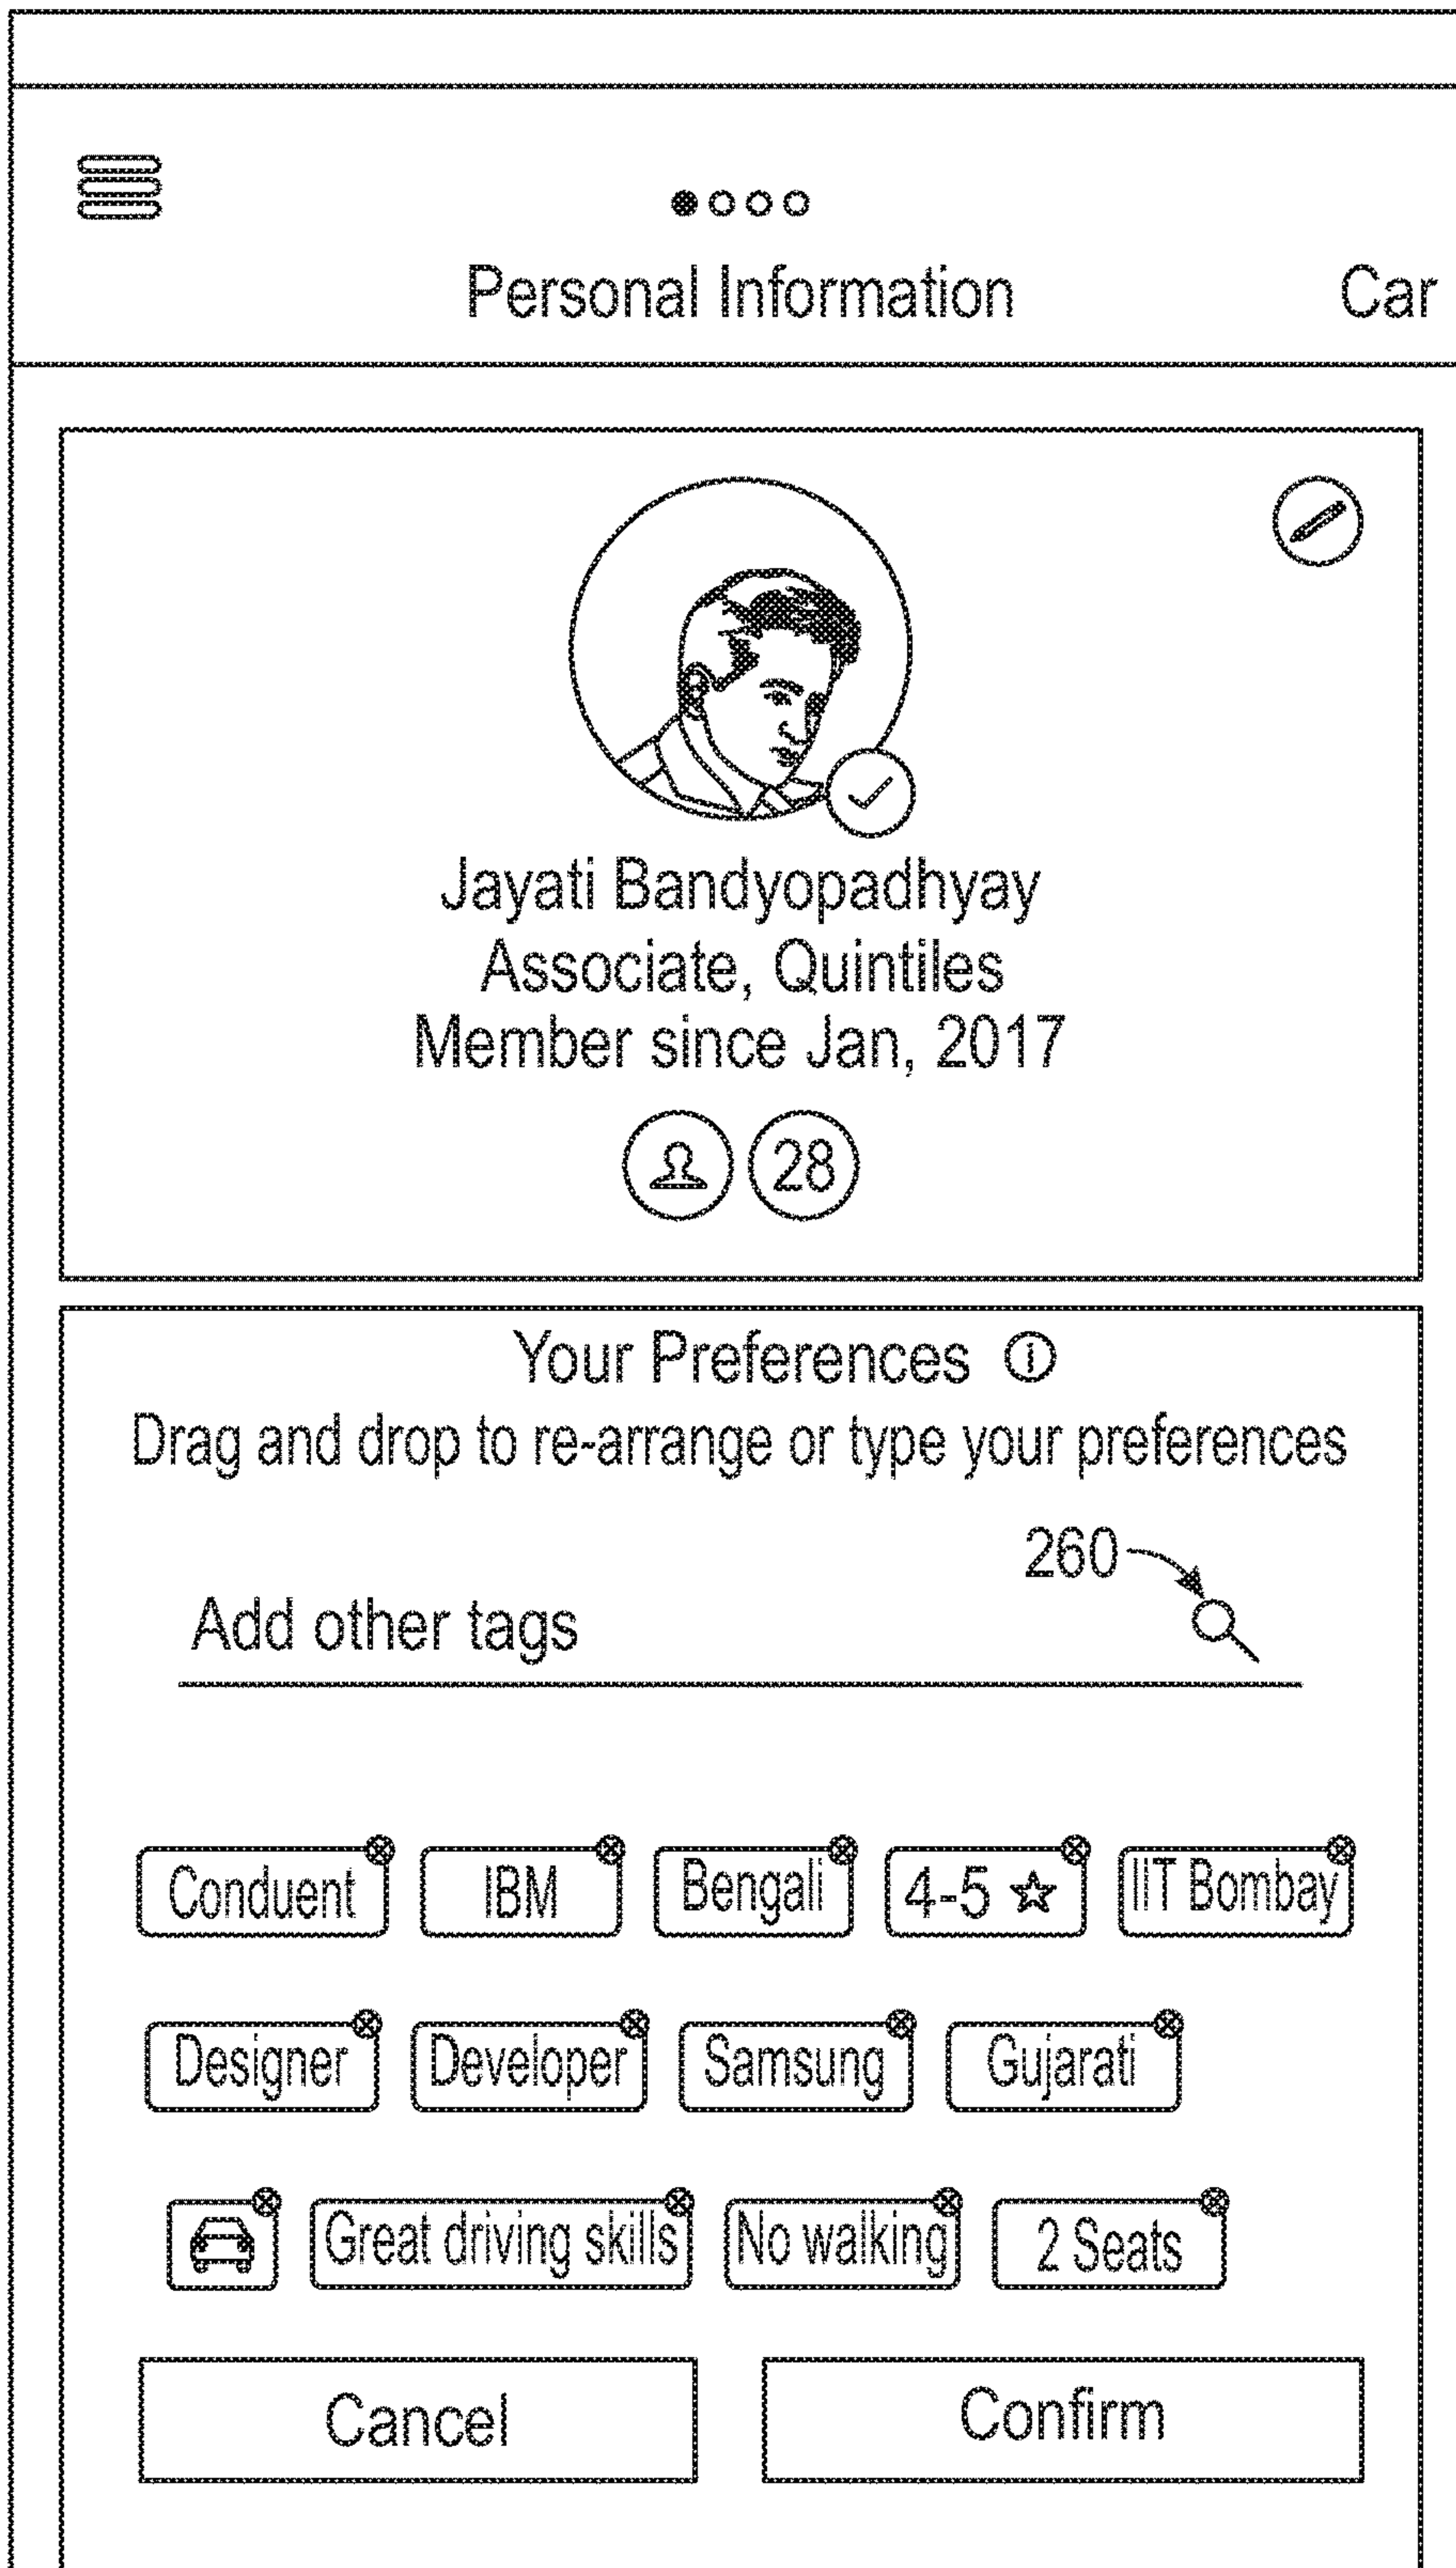 Personal Information Car
Jayati Bandyopadhyay
Associate, Quintiles
Member since Jan, 2017
28
Your Preferences i
Drag and drop to re-arrange or type your preferences
260
Add other tags
Conduent IBM Bengali 4-5 ☆ IIT Bombay
Designer Developer Samsung Gujarati
Great driving skills No walking 2 Seats
Cancel Confirm